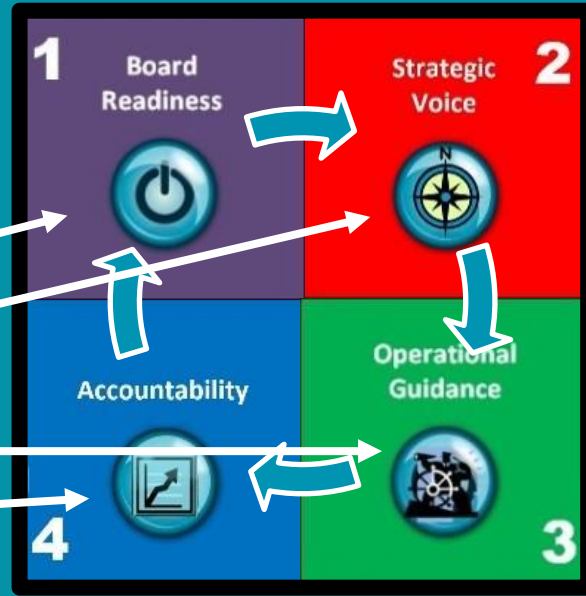 1
Board
Readiness
Strategic
Voice
2
N
Accountability
4
Operational
Guidance
3